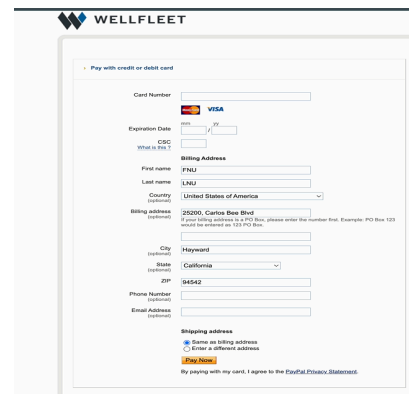 WELLFLEET
Pay with credit or debit card
Card Number
MasterCard VISA
mm yy
Expiration Date /
CSC
What is this ?
Billing Address
First name FNU
Last name LNU
Country United States of America
(optional)
Billing address 25200, Carlos Bee Blvd
(optional) If your billing address is a PO Box, please enter the number first. Example: PO Box 123
would be entered as 123 PO Box.
City Hayward
(optional)
State California
(optional)
ZIP 94542
Phone Number
(optional)
Email Address
(optional)
Shipping address
Same as billing address
Enter a different address
Pay Now
By paying with my card, I agree to the PayPal Privacy Statement.